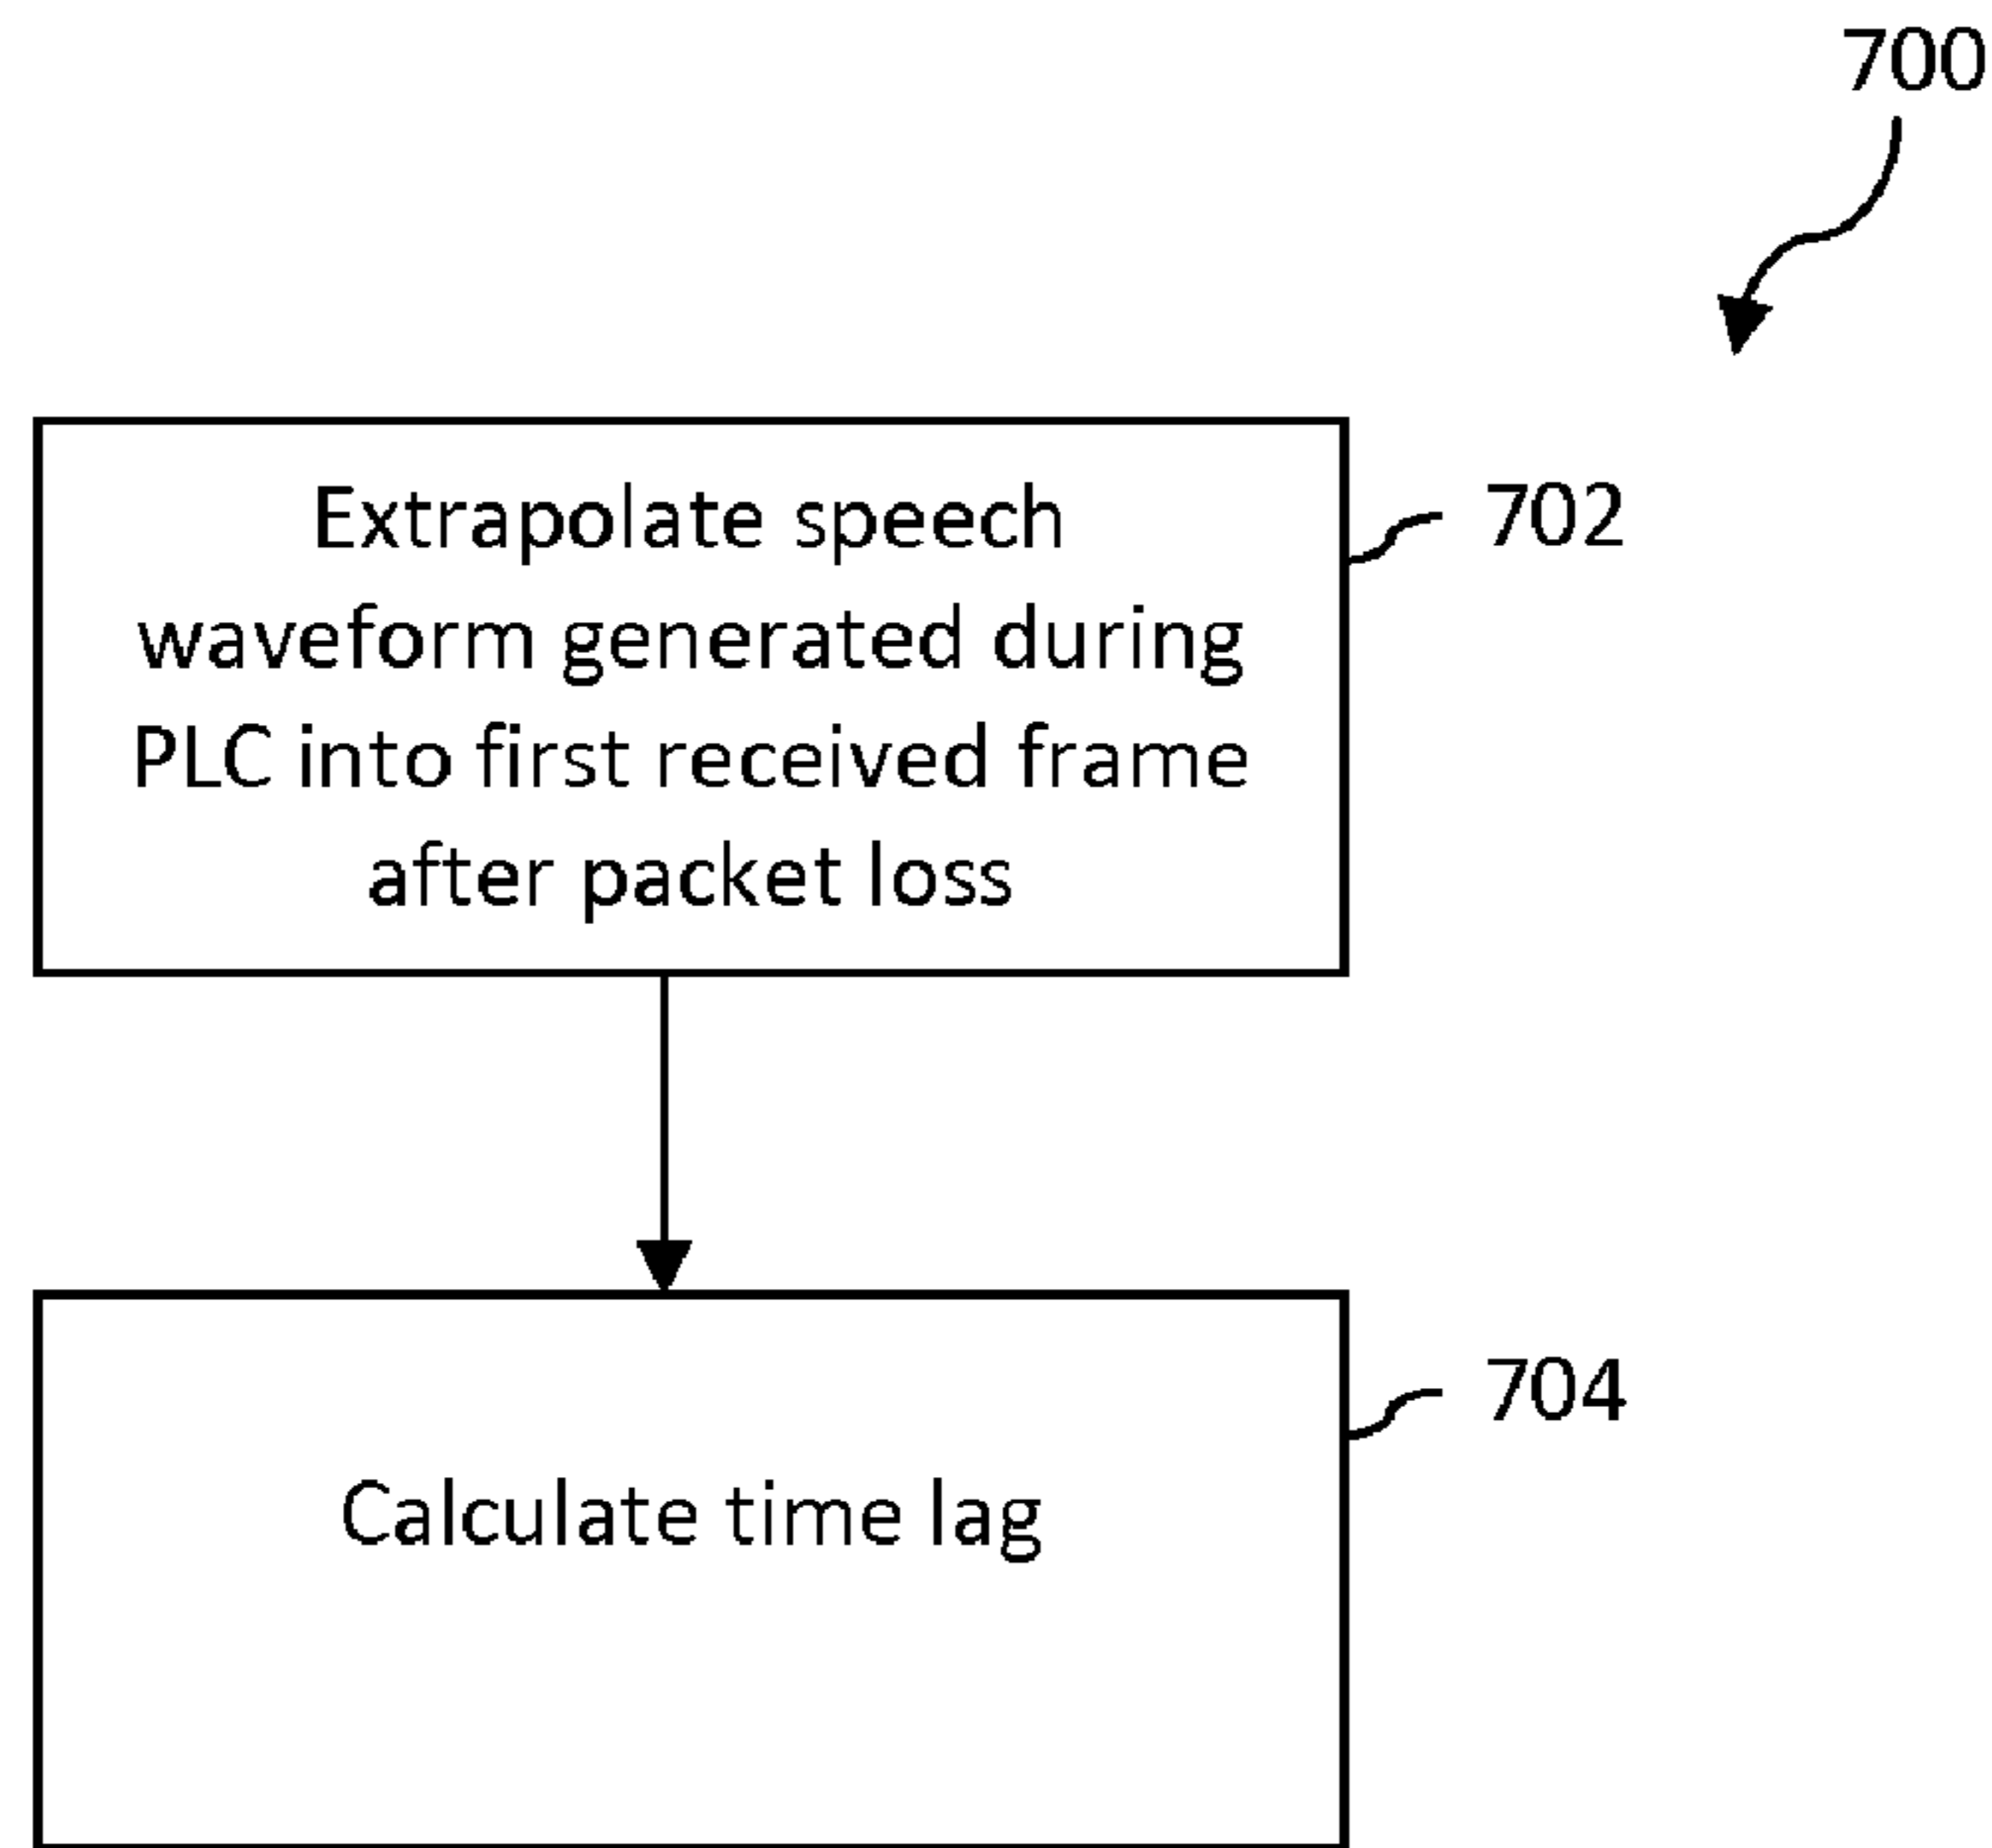 700
Extrapolate speech
702
waveform generated during
PLC into first received frame
after packet loss
704
Calculate time lag